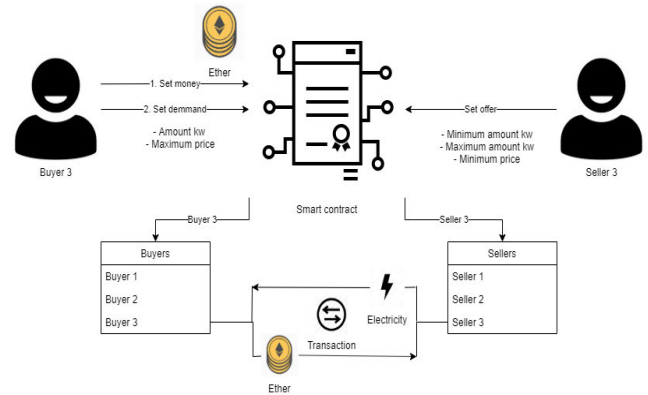 Ether
1. Set money
2. Set demmand
- Amount kw
- Maximum price
Buyer 3
Set offer
- Minimum amount kw
- Maximum amount kw
- Minimum price
Seller 3
Smart contract
Buyer 3
Seller 3
Buyers
Buyer 1
Buyer 2
Buyer 3
Sellers
Seller 1
Seller 2
Seller 3
Electricity
Transaction
Ether